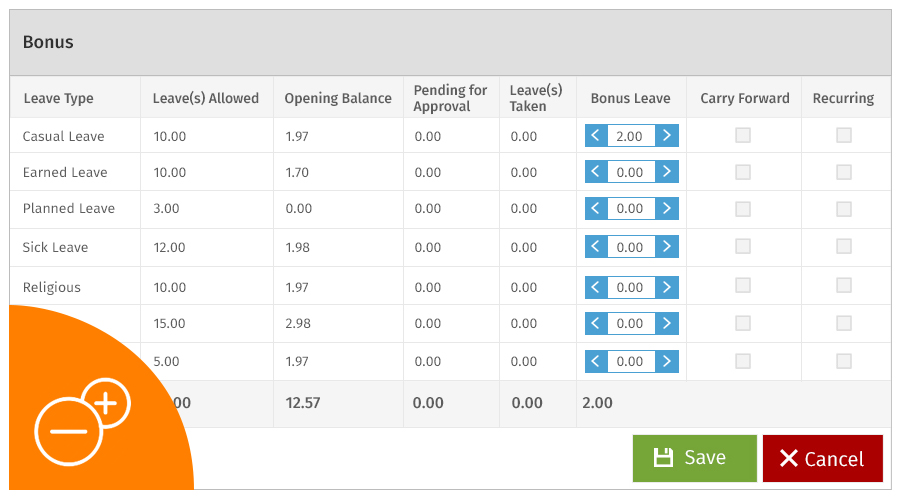 Bonus
Leave Type Leave(s) Allowed Opening Balance Pending for Approval Leave(s) Taken Bonus Leave Carry Forward Recurring
Casual Leave 10.00 1.97 0.00 0.00 2.00
Earned Leave 10.00 1.70 0.00 0.00 0.00
Planned Leave 3.00 0.00 0.00 0.00 0.00
Sick Leave 12.00 1.98 0.00 0.00 0.00
Religious 10.00 1.97 0.00 0.00 0.00
15.00 2.98 0.00 0.00 0.00
5.00 1.97 0.00 0.00 0.00
12.57 0.00 0.00 2.00
Save Cancel